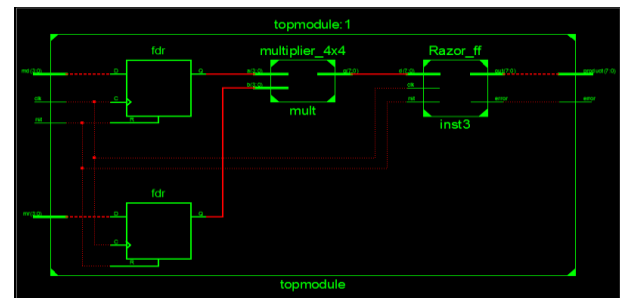 topmodule:1
fdr
multiplier_4x4
Razor_ff
D
Q
a(3:0)
p(7:0)
d(7:0)
out(7:0)
product(7:0)
clk
C
b(3:0)
clk
error
error
rst
R
rst
mult
inst3
fdr
D
Q
C
R
topmodule